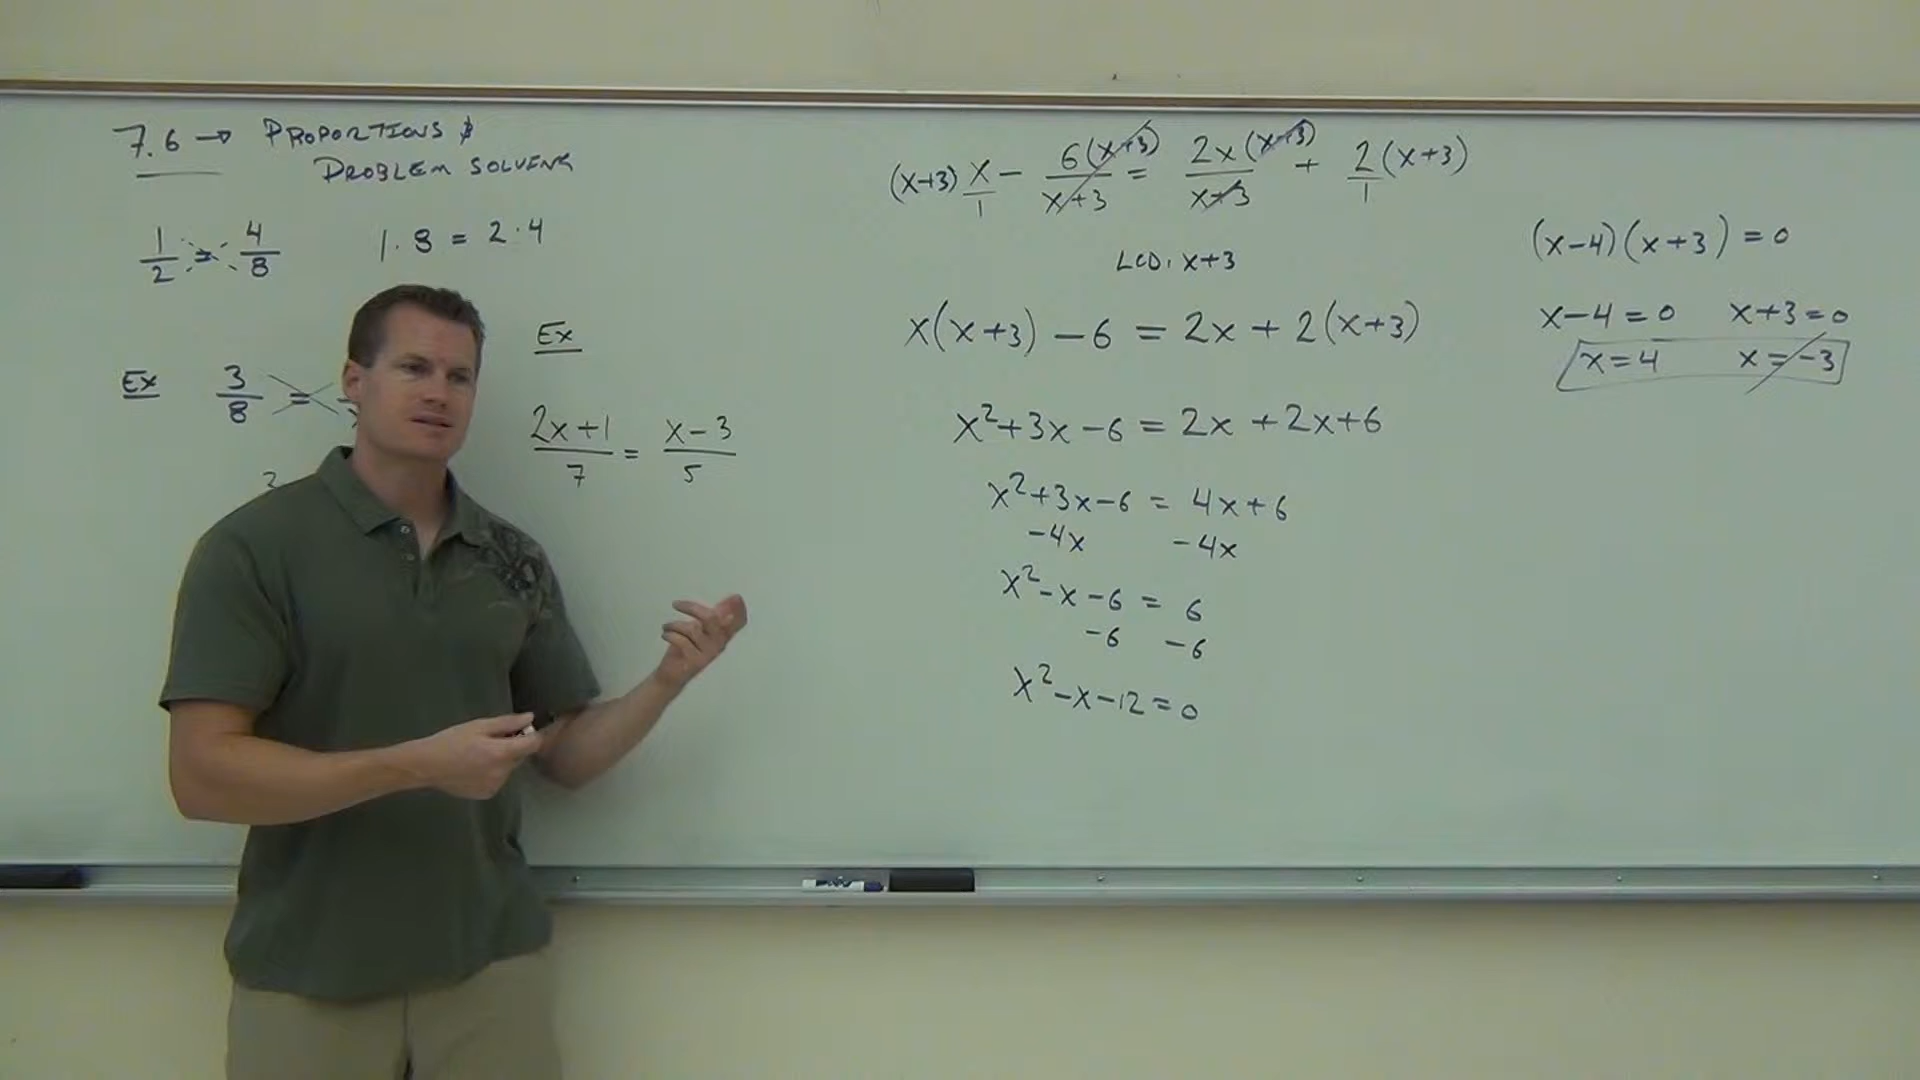 7.6 → PROPORTIONS &
PROBLEM SOLVING
1/2 = 4/8    1·8 = 2·4
Ex 3/8 =
Ex
(2x+1)/7 = (x-3)/5
(x+3) x/1 - 6(x+3)/(x+3) = 2x(x+3)/(x+3) + 2/1 (x+3)
LCD: x+3
x(x+3) - 6 = 2x + 2(x+3)
x²+3x-6 = 2x+2x+6
x²+3x-6 = 4x+6
-4x    -4x
x²-x-6 = 6
-6    -6
x²-x-12=0
(x-4)(x+3)=0
x-4=0    x+3=0
x=4    x=-3